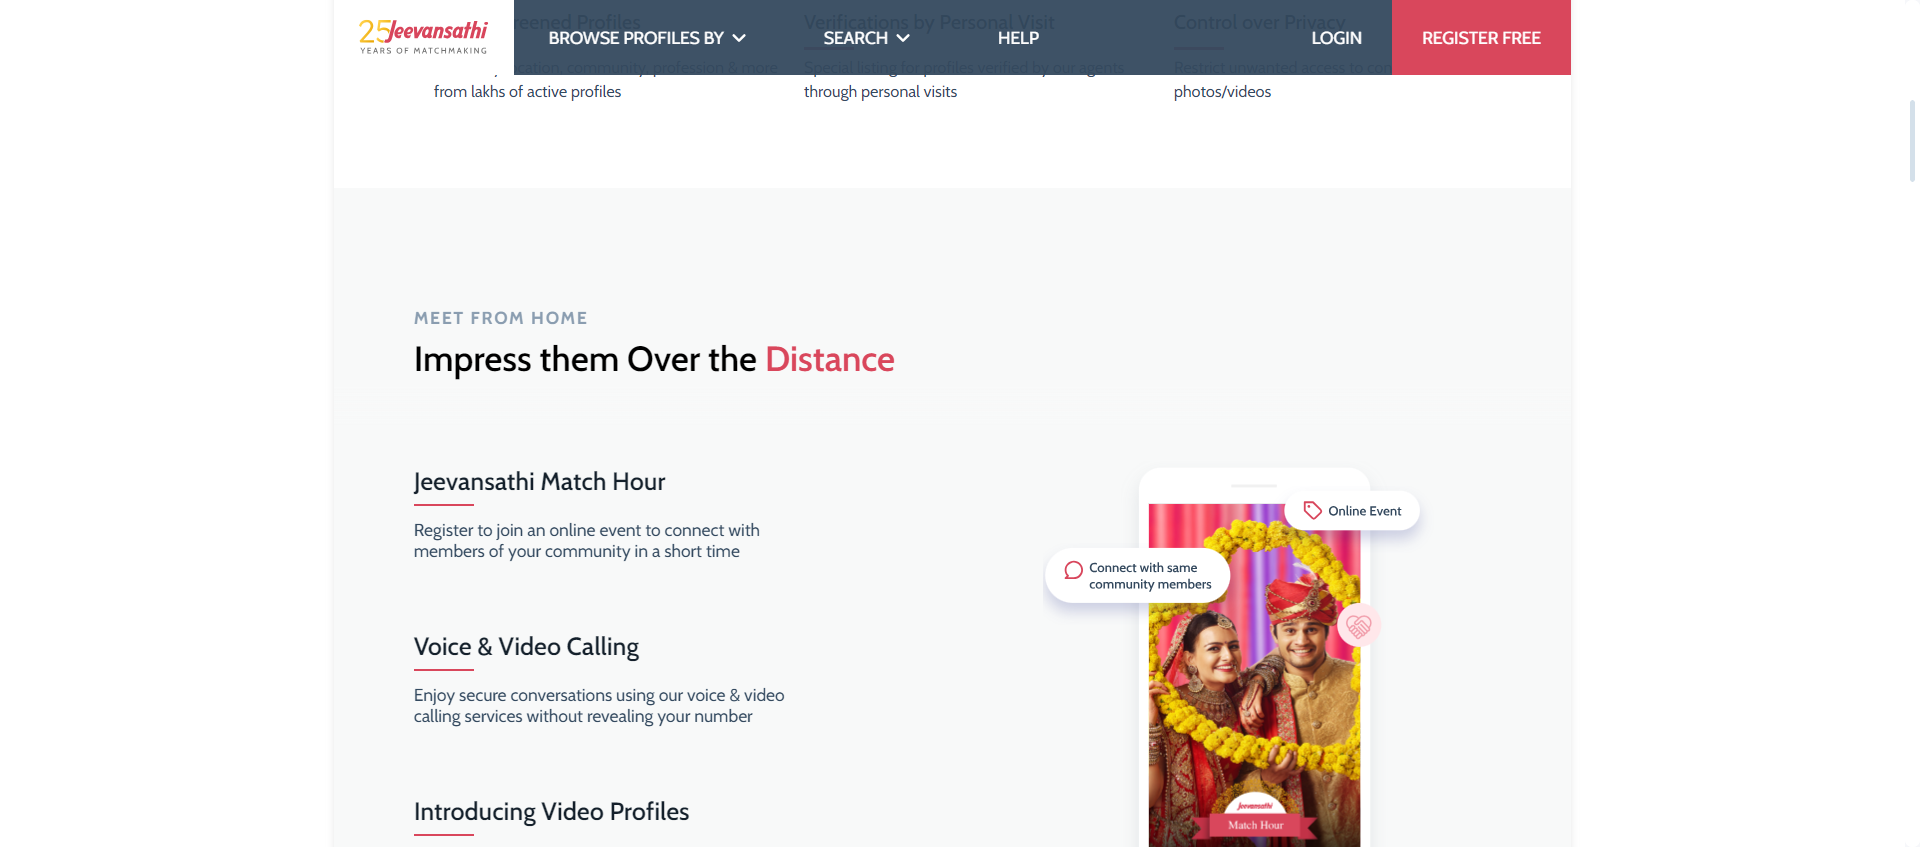 25 Jeevansathi
YEARS OF MATCHMAKING
BROWSE PROFILES BY
SEARCH
HELP
LOGIN
REGISTER FREE
reened Profiles
Verifications by Personal Visit
Control over Privacy
cation, community, profession & more
from lakhs of active profiles
Special listing for profiles verified by our agents
through personal visits
Restrict unwanted access to con
photos/videos
MEET FROM HOME
Impress them Over the Distance
Jeevansathi Match Hour
Register to join an online event to connect with
members of your community in a short time
Voice & Video Calling
Enjoy secure conversations using our voice & video
calling services without revealing your number
Introducing Video Profiles
Online Event
Connect with same
community members
Jeevansathi
Match Hour